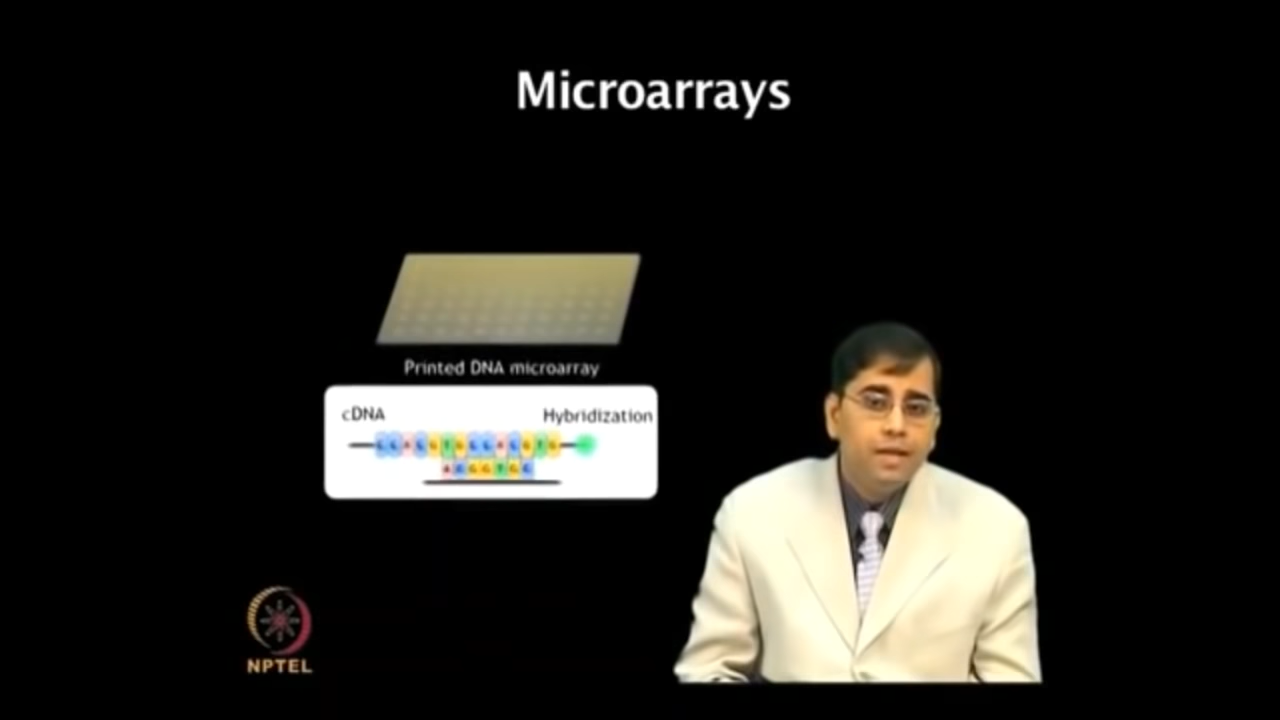 Microarrays
Printed DNA microarray
cDNA
Hybridization
NPTEL